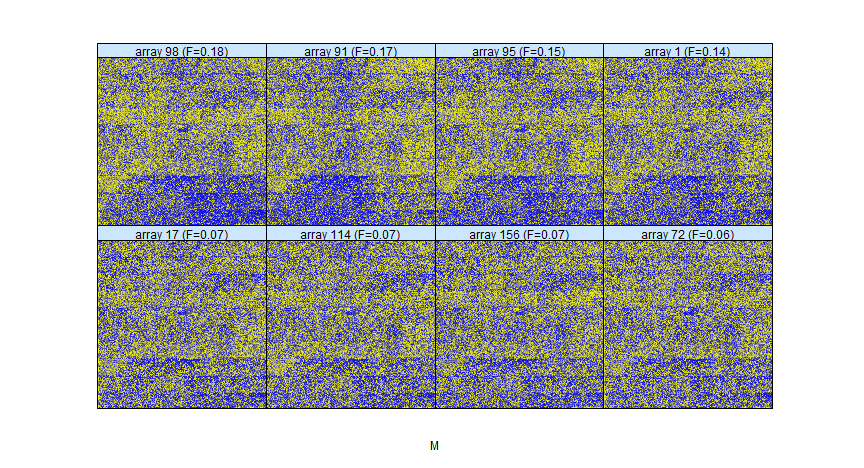 array 98 (F=0.18) array 91 (F=0.17) array 95 (F=0.15) array 1 (F=0.14)
array 17 (F=0.07) array 114 (F=0.07) array 156 (F=0.07) array 72 (F=0.06)
M